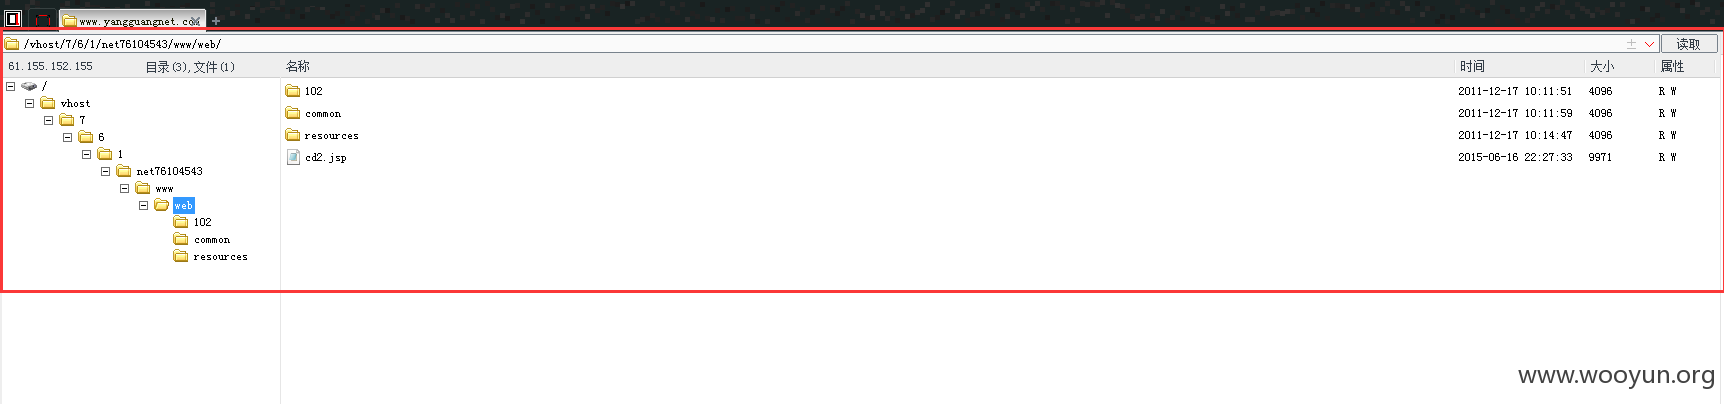 www.yangguangnet.co
/vhost/7/6/1/net76104543/www/web/
读取
61.155.152.155 目录(3),文件(1) 名称 时间 大小 属性
/
vhost
7
6
1
net76104543
www
web
102
common
resources
102 2011-12-17 10:11:51 4096 R W
common 2011-12-17 10:11:59 4096 R W
resources 2011-12-17 10:14:47 4096 R W
cd2.jsp 2015-06-16 22:27:33 9971 R W
www.wooyun.org